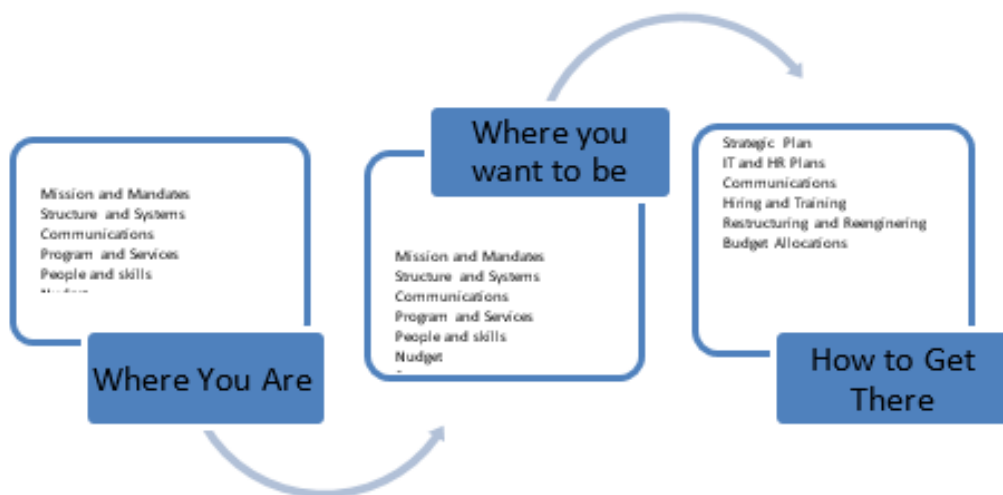 Mission and Mandates
Structure and Systems
Communications
Program and Services
People and skills
Where You Are
Where you
want to be
Mission and Mandates
Structure and Systems
Communications
Program and Services
People and skills
Nudget
Strategic Plan
IT and HR Plans
Communications
Hiring and Training
Restructuring and Reenginering
Budget Allocations
How to Get
There